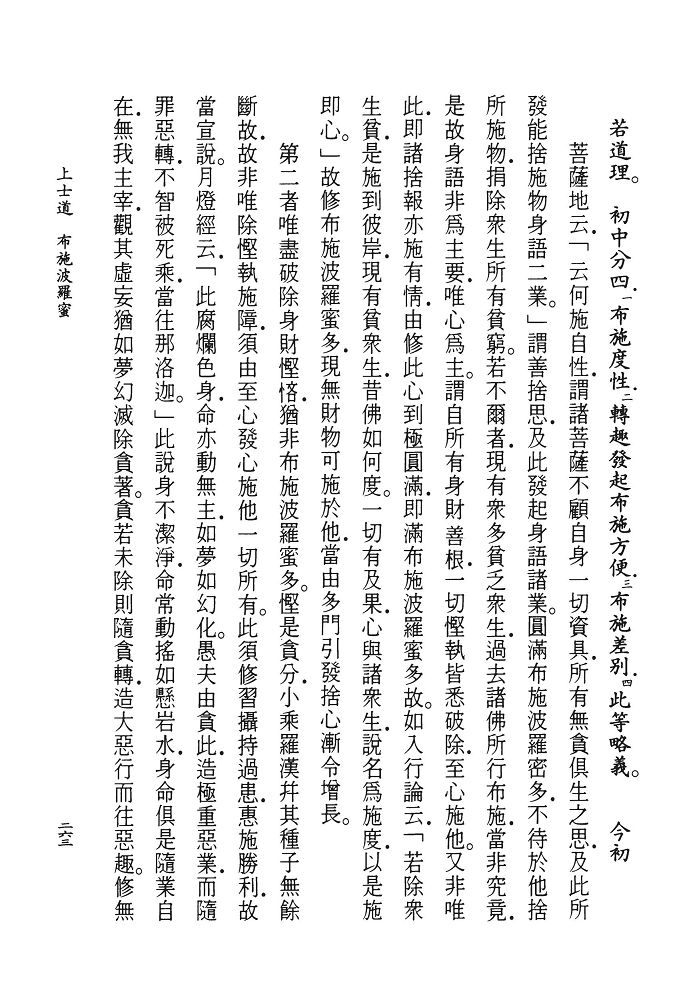 若道理。　初中分四．一布施度性．二轉趣發起布施方便．三布施差別．四此等略義。　今初
菩薩地云．「云何施自性．謂諸菩薩不顧自身一切資具．所有無貪俱生之思．及此所
發能捨施物身語二業。」謂善捨思．及此發起身語諸業。圓滿布施波羅密多．不待於他捨
所施物．捐除眾生所有貧窮。若不爾者．現有眾多貧乏眾生．過去諸佛所行布施．當非究竟．
是故身語非爲主要．唯心爲主。謂自所有身財善根．一切慳執皆悉破除．至心施他。又非唯
此．即諸捨報亦施有情．由修此心到極圓滿．即滿布施波羅蜜多故。如入行論云．「若除眾
生貧．是施到彼岸．現有貧眾生．昔佛如何度。一切有及果．心與諸眾生．說名爲施度．以是施
即心。」故修布施波羅蜜多．現無財物可施於他．當由多門引發捨心漸令增長。
第二者唯盡破除身財慳悋．猶非布施波羅蜜多。慳是貪分．小乘羅漢幷其種子無餘
斷故．故非唯除慳執施障．須由至心發心施他一切所有。此須修習攝持過患．惠施勝利．故
當宣說。月燈經云．「此腐爛色身．命亦動無主．如夢如幻化。愚夫由貪此．造極重惡業．而隨
罪惡轉．不智被死乘．當往那洛迦。」此說身不潔淨．命常動搖如懸岩水．身命俱是隨業自
在．無我主宰．觀其虛妄猶如夢幻．滅除貪著。貪若未除則隨貪轉．造大惡行而往惡趣。修無
上士道　布施波羅蜜
二六三